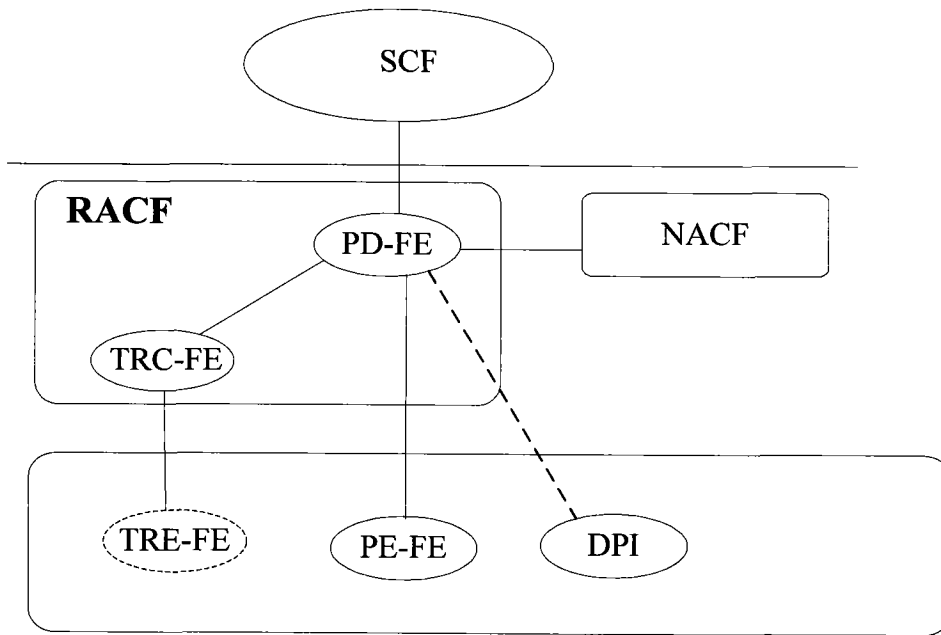 SCF
RACF
PD-FE
NACF
TRC-FE
TRE-FE
PE-FE
DPI